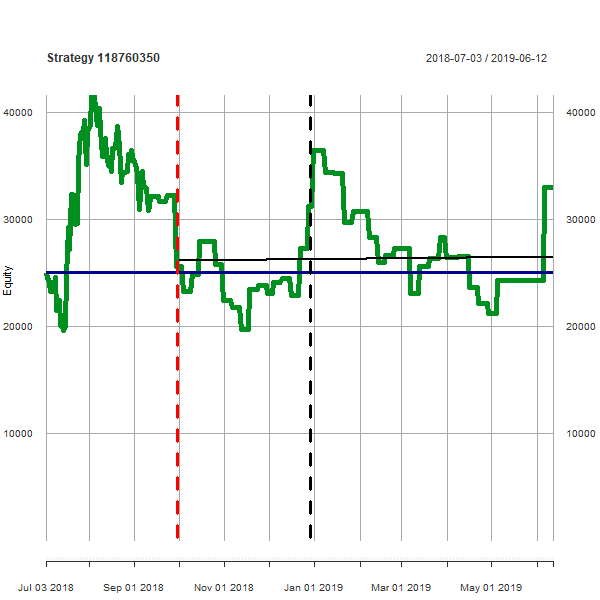 Strategy 118760350
2018-07-03 / 2019-06-12
40000
40000
30000
30000
20000
20000
10000
10000
Equity
Jul 03 2018
Sep 01 2018
Nov 01 2018
Jan 01 2019
Mar 01 2019
May 01 2019